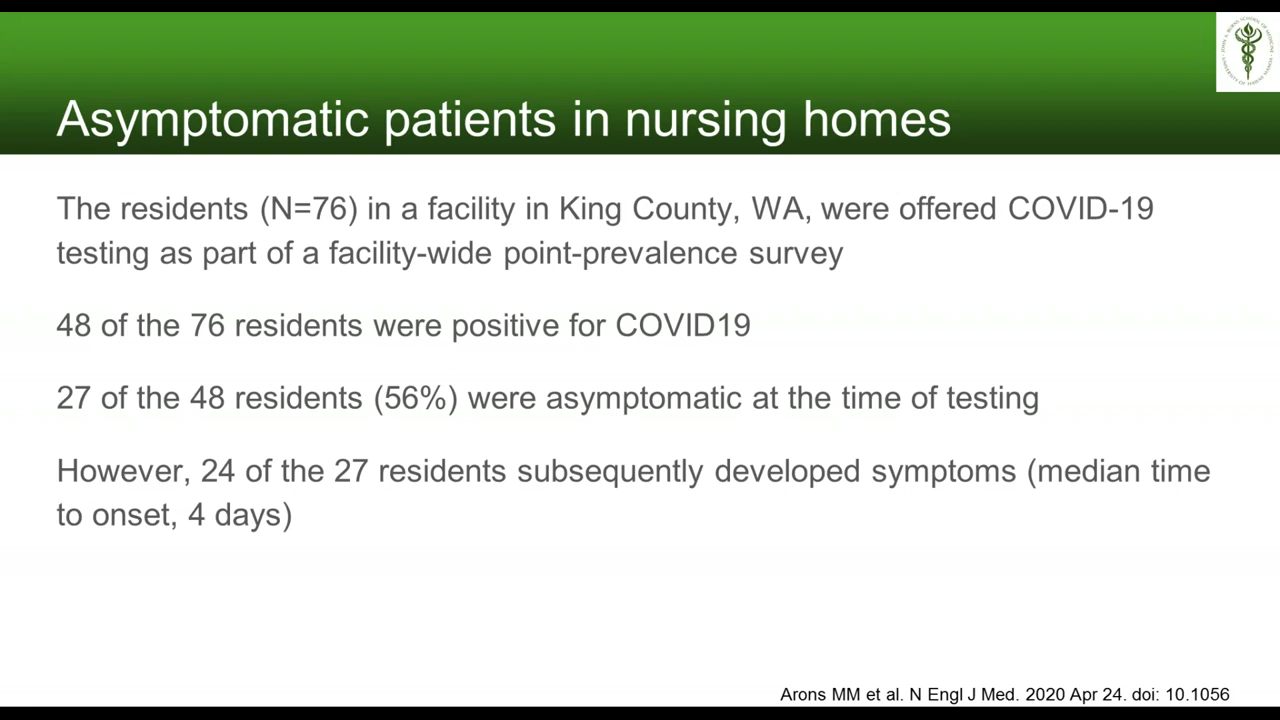 Asymptomatic patients in nursing homes
The residents (N=76) in a facility in King County, WA, were offered COVID-19
testing as part of a facility-wide point-prevalence survey
48 of the 76 residents were positive for COVID19
27 of the 48 residents (56%) were asymptomatic at the time of testing
However, 24 of the 27 residents subsequently developed symptoms (median time
to onset, 4 days)
Arons MM et al. N Engl J Med. 2020 Apr 24. doi: 10.1056